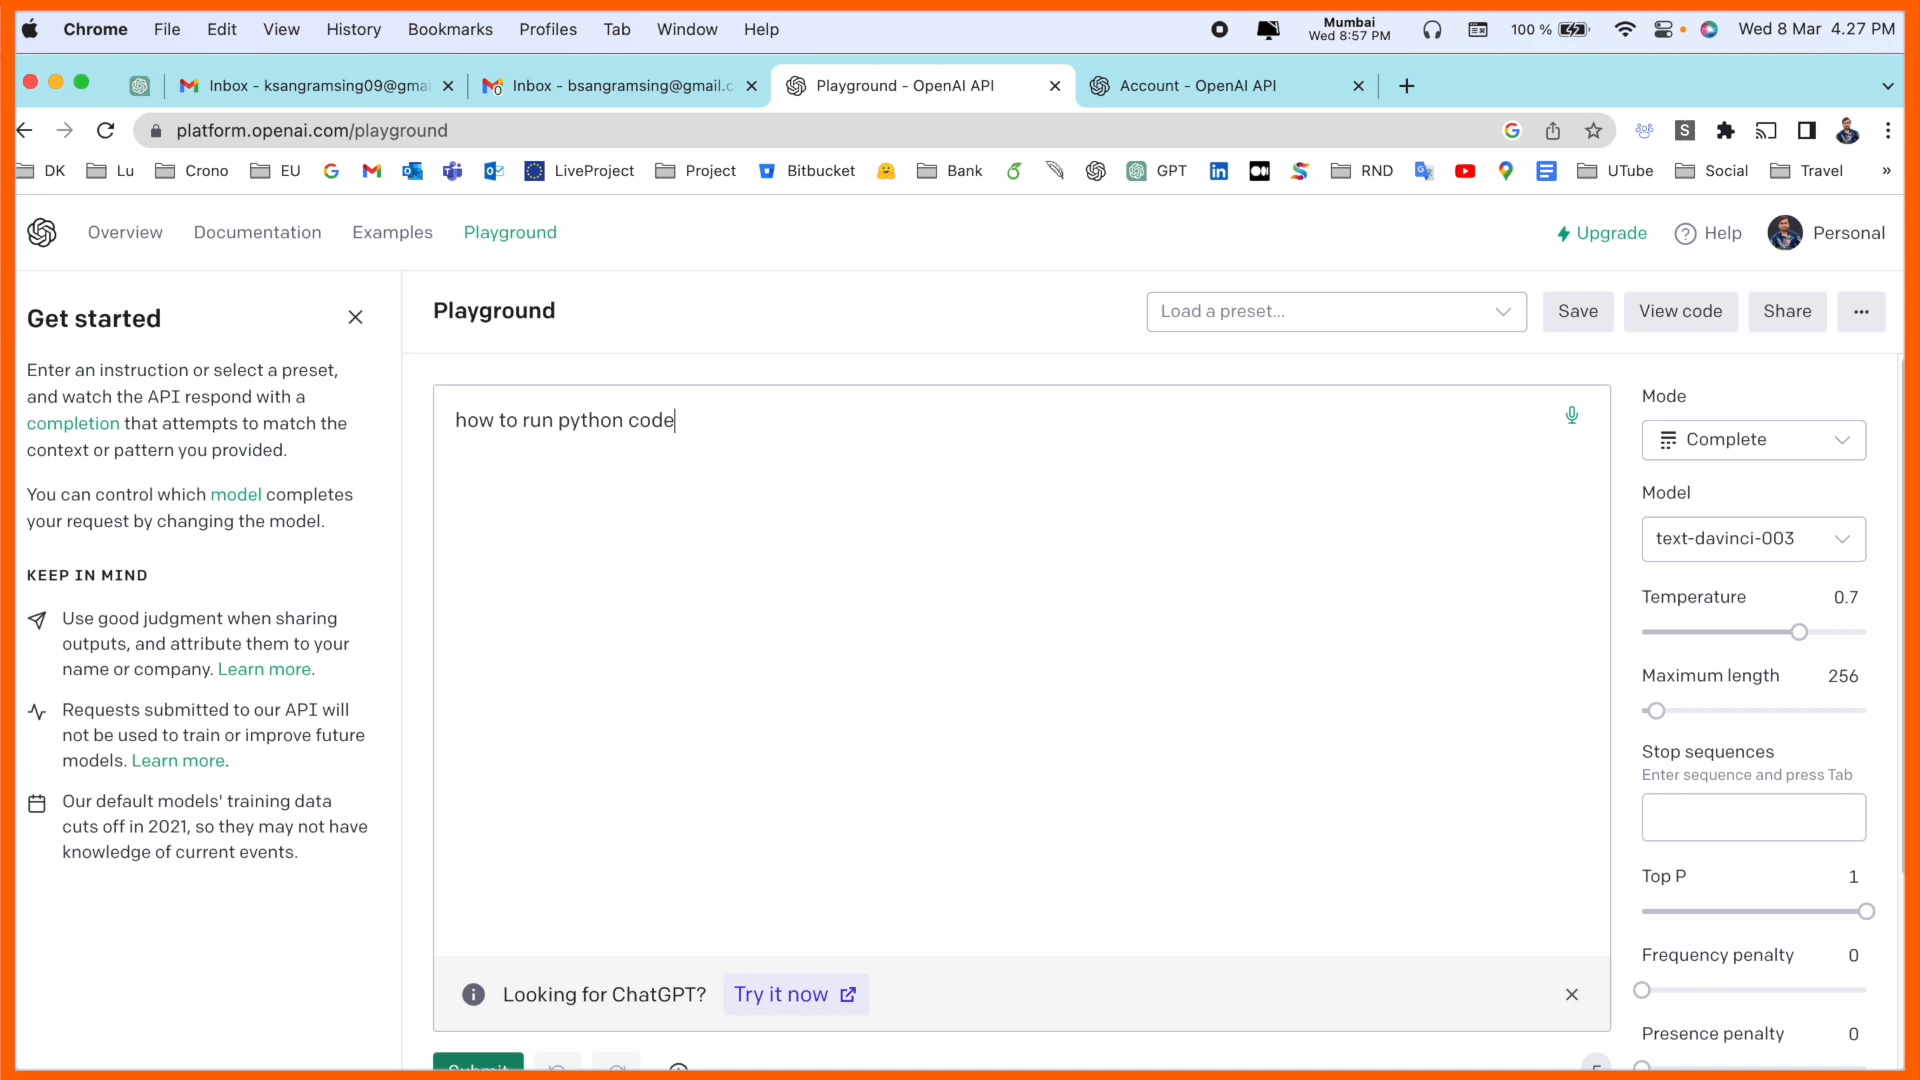 Chrome File Edit View History Bookmarks Profiles Tab Window Help
Mumbai
Wed 8:57 PM
100 %
Wed 8 Mar 4.27 PM
Inbox - ksangramsing09@gmai
Inbox - bsangramsing@gmail.c
Playground - OpenAI API
Account - OpenAI API
platform.openai.com/playground
DK Lu Crono EU LiveProject Project Bitbucket Bank GPT RND UTube Social Travel »
Overview Documentation Examples Playground
Upgrade Help Personal
Get started
Enter an instruction or select a preset,
and watch the API respond with a
completion that attempts to match the
context or pattern you provided.
You can control which model completes
your request by changing the model.
KEEP IN MIND
Use good judgment when sharing
outputs, and attribute them to your
name or company. Learn more.
Requests submitted to our API will
not be used to train or improve future
models. Learn more.
Our default models' training data
cuts off in 2021, so they may not have
knowledge of current events.
Playground
Load a preset...
Save View code Share ...
how to run python code
Looking for ChatGPT? Try it now
Submit
Mode
Complete
Model
text-davinci-003
Temperature 0.7
Maximum length 256
Stop sequences
Enter sequence and press Tab
Top P 1
Frequency penalty 0
Presence penalty 0